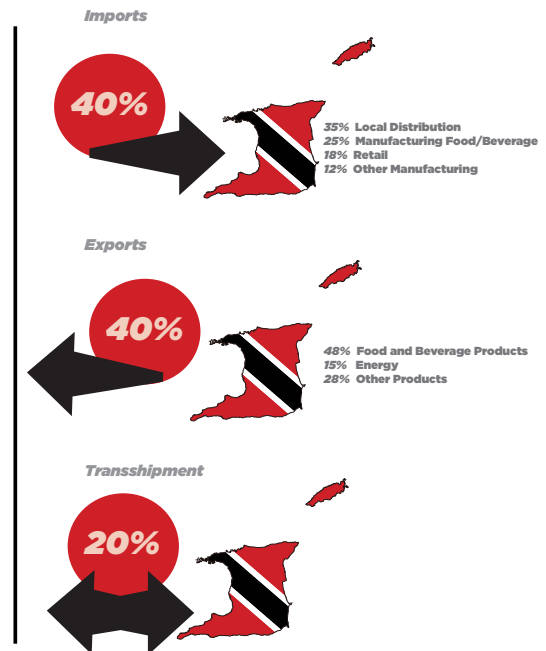 Imports
40%
35% Local Distribution
25% Manufacturing Food/Beverage
18% Retail
12% Other Manufacturing
Exports
40%
48% Food and Beverage Products
15% Energy
28% Other Products
Transshipment
20%